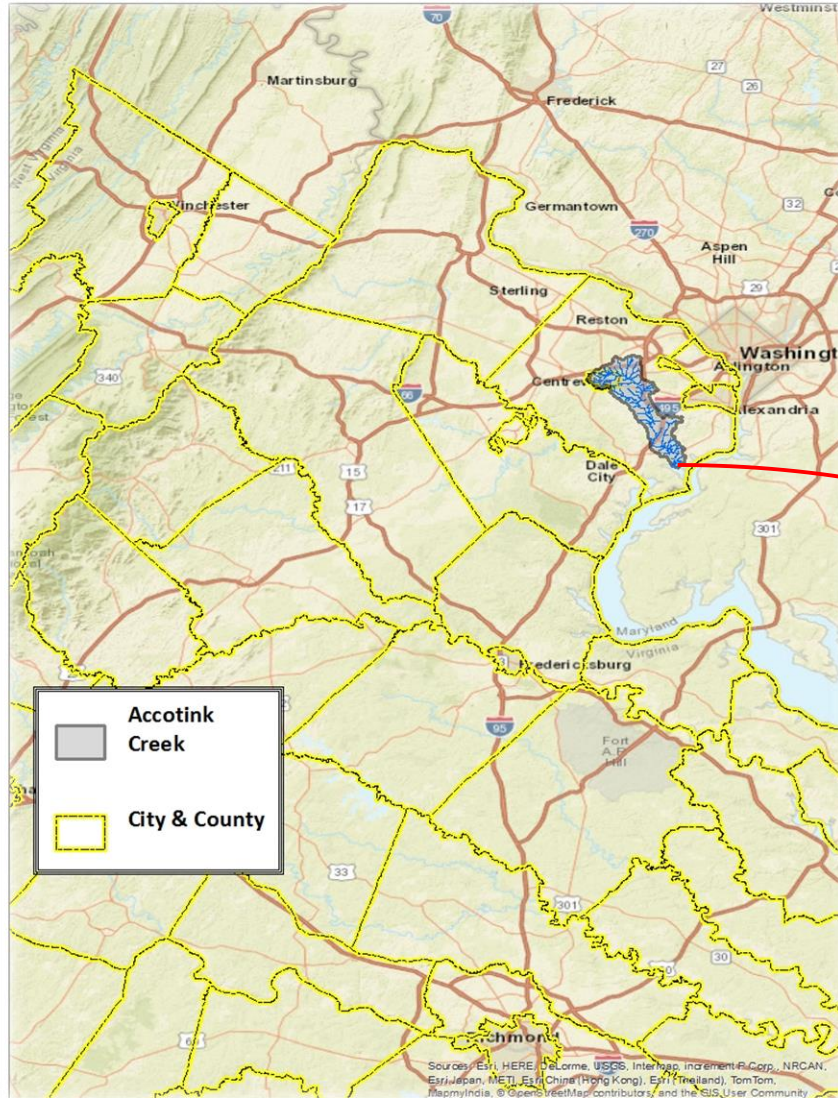 Westminst
70
Martinsburg
27
26
Frederick
West Virginia
Virginia
Winchester
Germantown
32
270
Aspen
Hill
29
Sterling
Reston
Washingt
Arlington
340
66
Centrev
495
Alexandria
211
15
Dale
City
17
301
Maryland
Virginia
Fredericksburg
95
Fort
A.P.
Hill
Accotink
Creek
City & County
33
301
30
Richmond
Sources: Esri, HERE, DeLorme, USGS, Intermap, increment P Corp., NRCAN,
Esri Japan, METI, Esri China (Hong Kong), Esri (Thailand), TomTom,
MapmyIndia, © OpenStreetMap contributors, and the GIS User Community